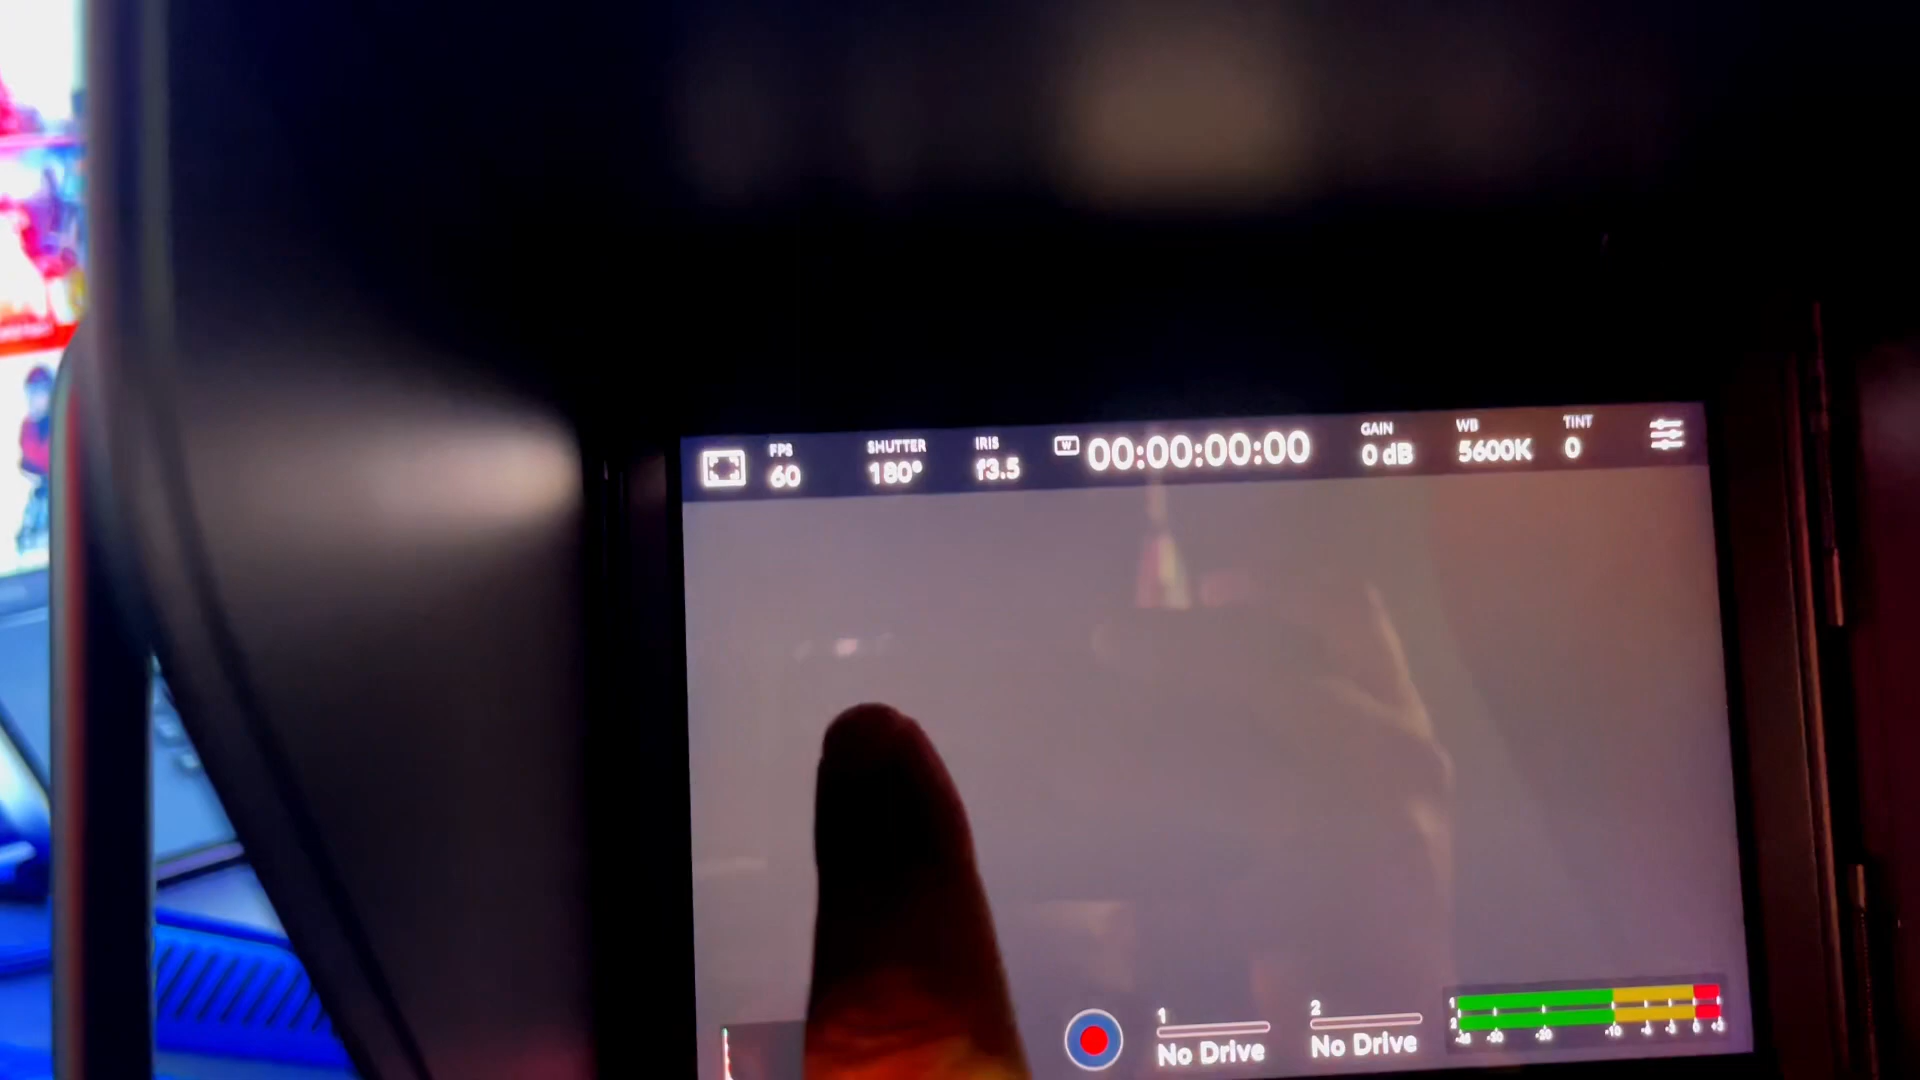 FPS
60
SHUTTER
180°
IRIS
f3.5
W
00:00:00:00
GAIN
0 dB
WB
5600K
TINT
0
1
No Drive
2
No Drive